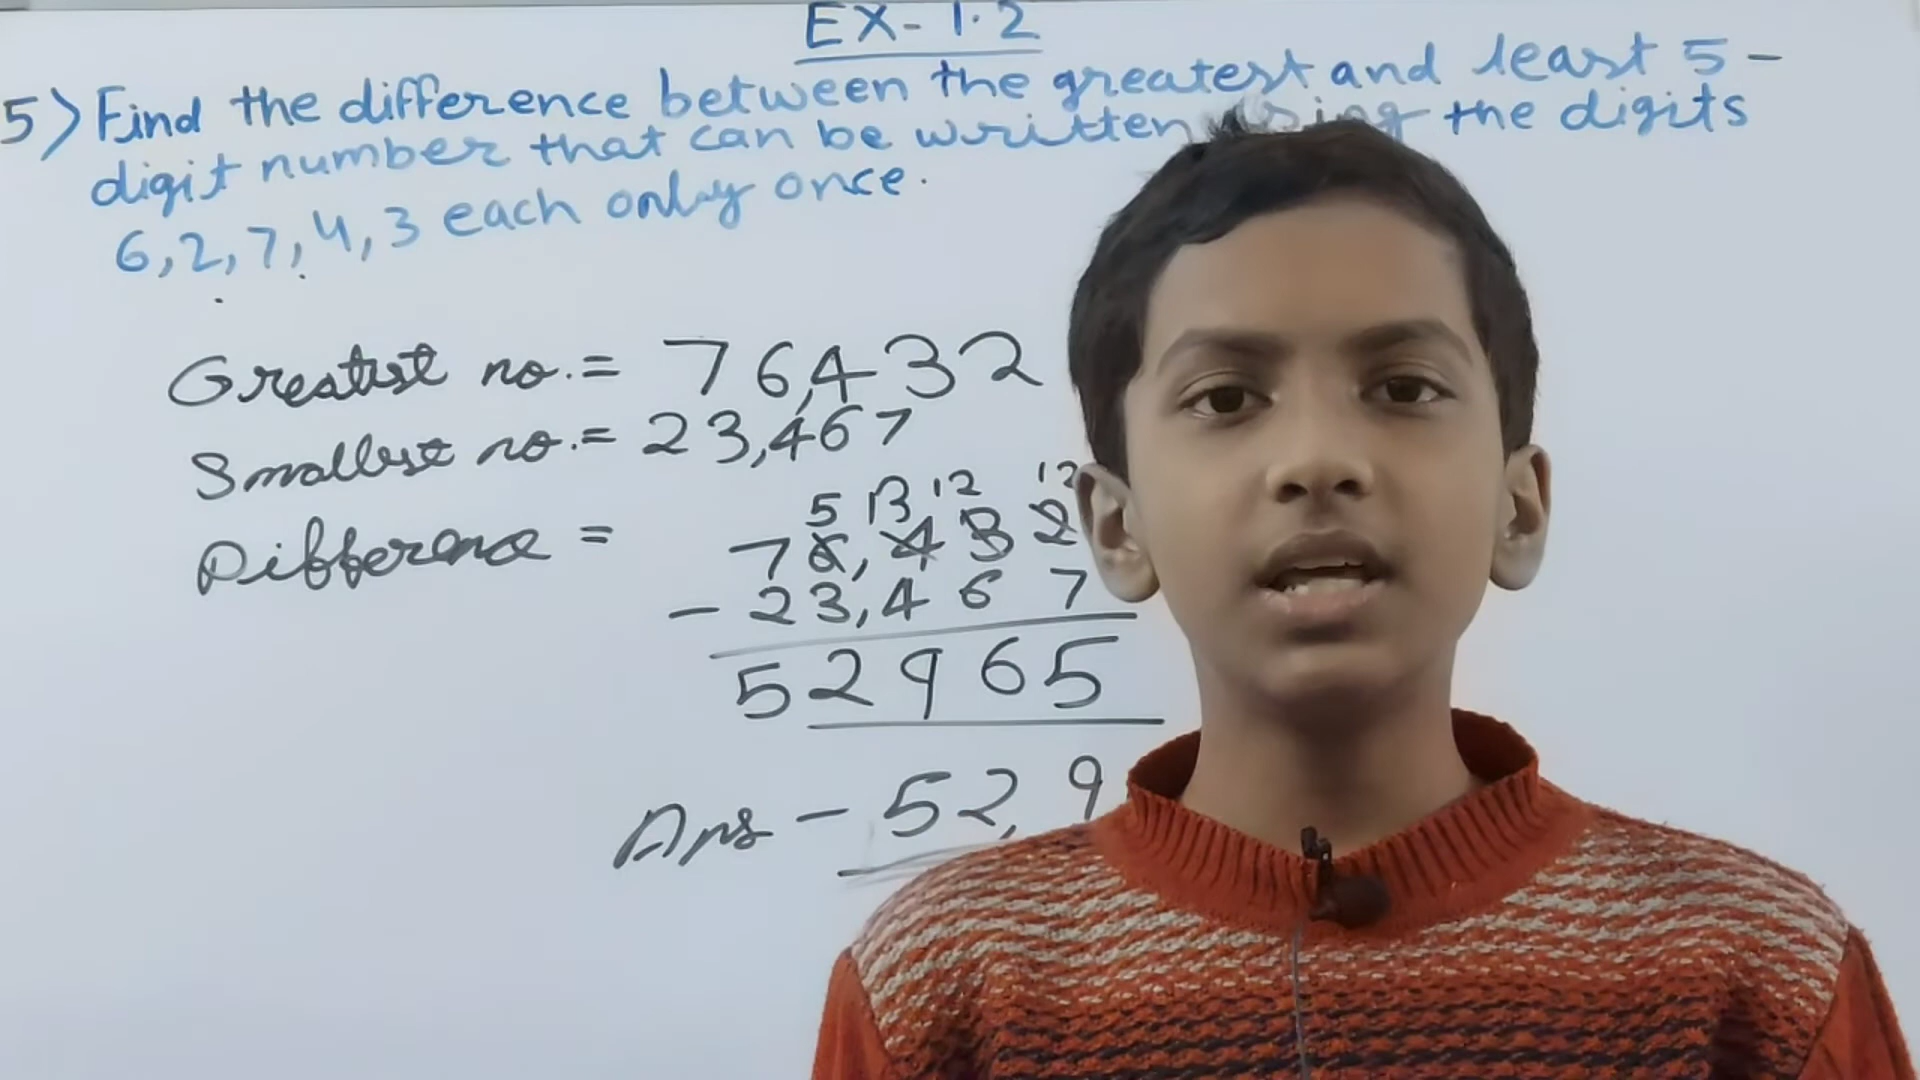 EX- 1.2
5) Find the difference between the greatest and least 5-
digit number that can be written using the digits
6,2,7,4,3 each only once.
Greatest no. = 76,432
Smallest no. = 23,467
5 13 12 12
Difference = 76,432
- 23,467
52965
Ans - 52,9